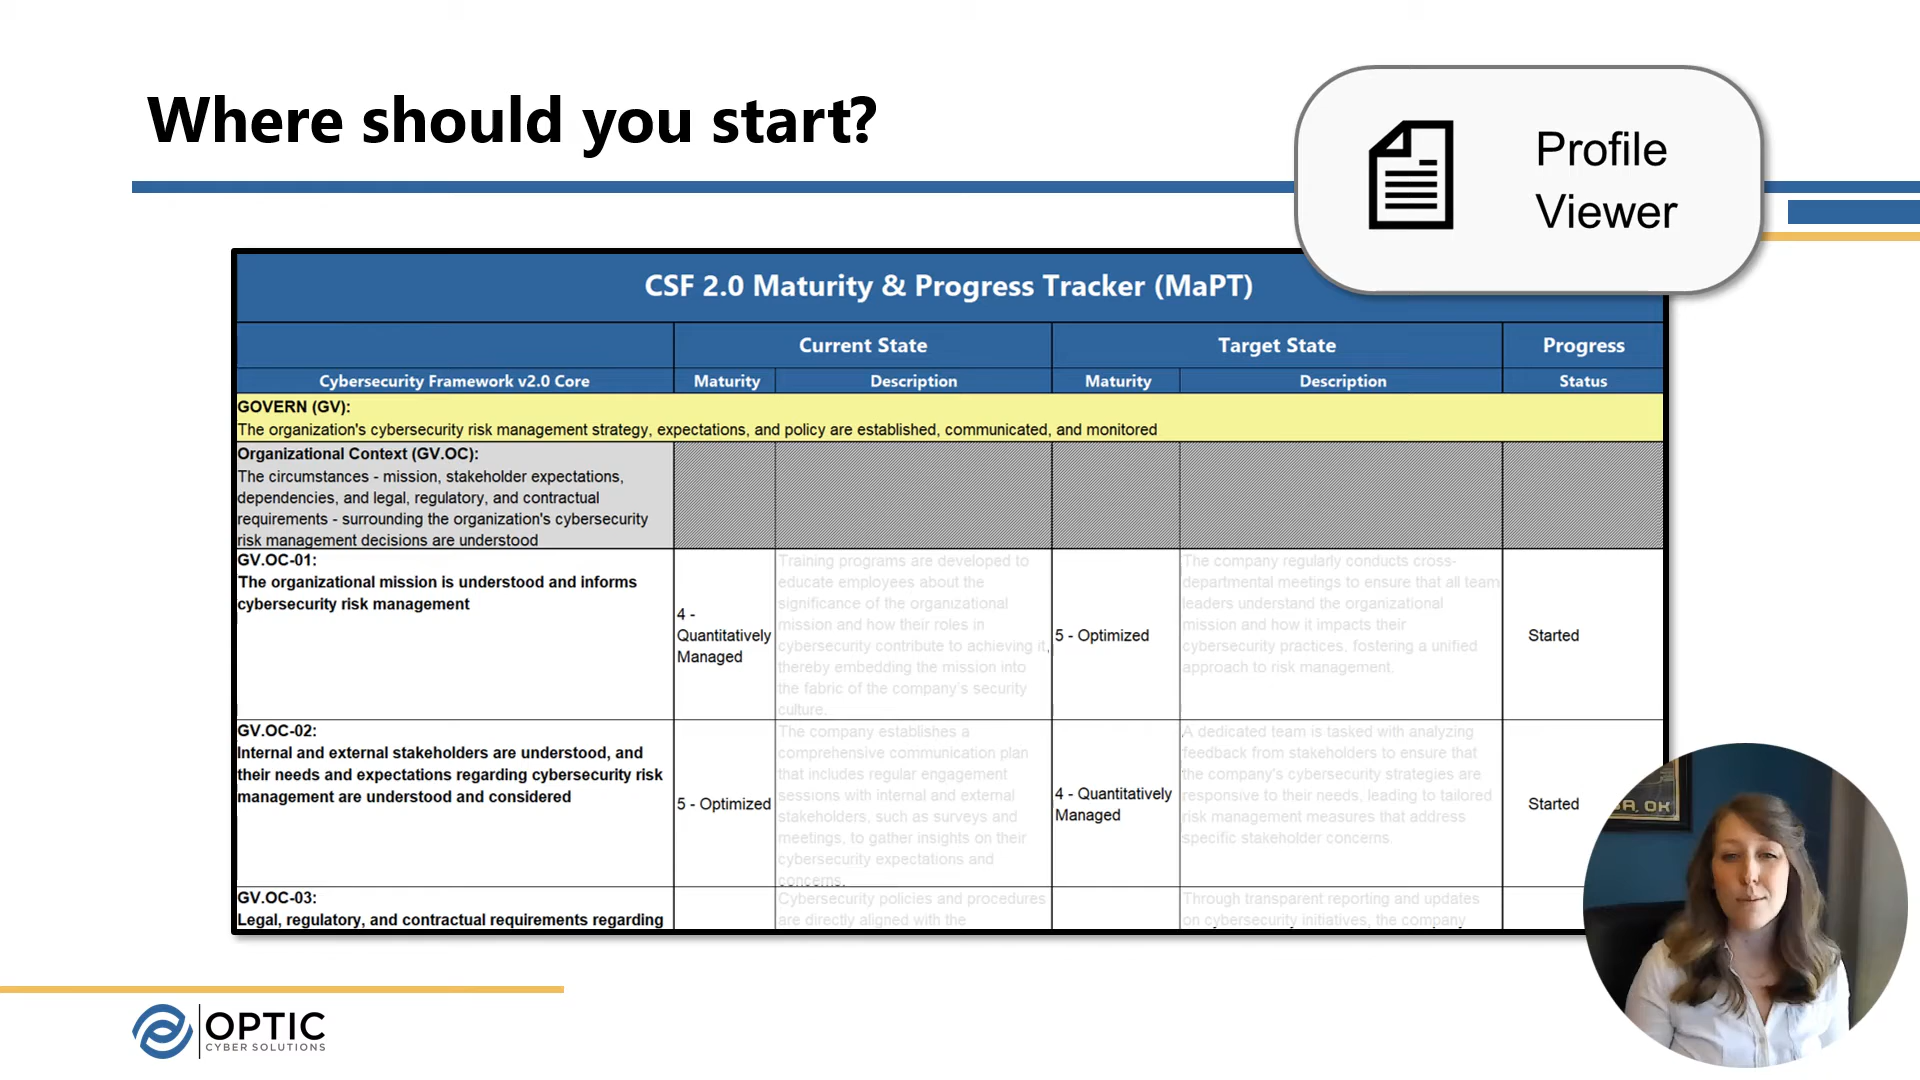 Where should you start?
Profile
Viewer
CSF 2.0 Maturity & Progress Tracker (MaPT)
Current State
Target State
Progress
Cybersecurity Framework v2.0 Core
Maturity
Description
Maturity
Description
Status
GOVERN (GV):
The organization's cybersecurity risk management strategy, expectations, and policy are established, communicated, and monitored
Organizational Context (GV.OC):
The circumstances - mission, stakeholder expectations,
dependencies, and legal, regulatory, and contractual
requirements - surrounding the organization's cybersecurity
risk management decisions are understood
GV.OC-01:
The organizational mission is understood and informs
cybersecurity risk management
4 -
Quantitatively
Managed
Training programs are developed to
educate employees about the
significance of the organizational
mission and how their roles in
cybersecurity contribute to achieving it,
thereby embedding the mission into
the fabric of the company's security
culture.
5 - Optimized
The company regularly conducts cross-
departmental meetings to ensure that all team
leaders understand the organizational
mission and how it impacts their
cybersecurity practices, fostering a unified
approach to risk management.
Started
GV.OC-02:
Internal and external stakeholders are understood, and
their needs and expectations regarding cybersecurity risk
management are understood and considered
5 - Optimized
The company establishes a
comprehensive communication plan
that includes regular engagement
sessions with internal and external
stakeholders, such as surveys and
meetings, to gather insights on their
cybersecurity expectations and
concerns.
4 - Quantitatively
Managed
A dedicated team is tasked with analyzing
feedback from stakeholders to ensure that
the company's cybersecurity strategies are
responsive to their needs, leading to tailored
risk management measures that address
specific stakeholder concerns.
Started
GV.OC-03:
Legal, regulatory, and contractual requirements regarding
Cybersecurity policies and procedures
are directly aligned with the
Through transparent reporting and updates
on cybersecurity initiatives, the company
OPTIC
CYBER SOLUTIONS
, OK